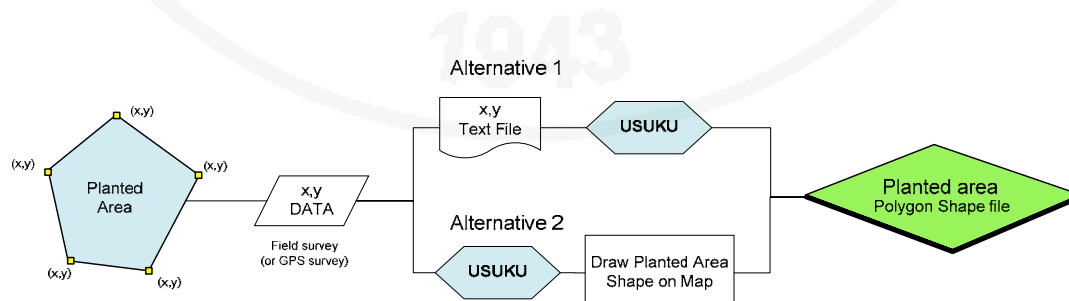 1943
Alternative 1
(x,y)
(x,y)
(x,y)
(x,y)
(x,y)
Planted
Area
x,y
DATA
Field survey
(or GPS survey)
x,y
Text File
USUKU
Alternative 2
USUKU
Draw Planted Area
Shape on Map
Planted area
Polygon Shape file